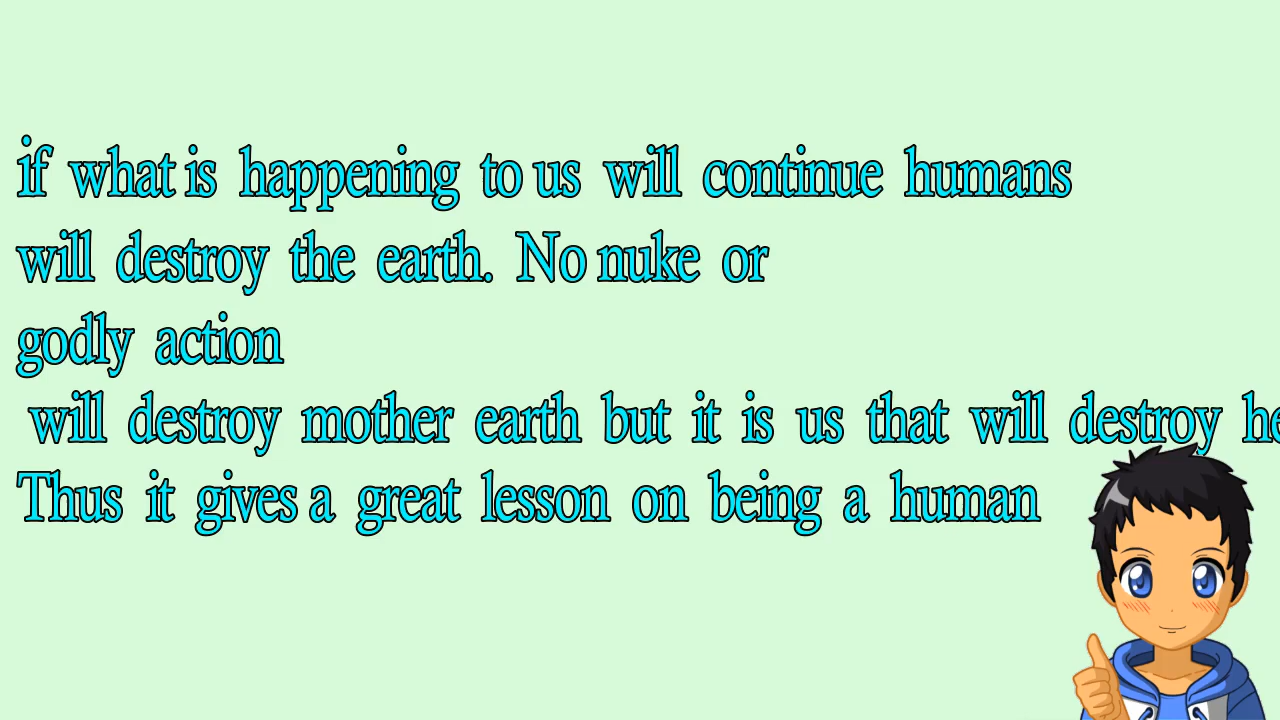 if what is happening to us will continue humans
will destroy the earth. No nuke or
godly action
will destroy mother earth but it is us that will destroy
Thus it gives a great lesson on being a human